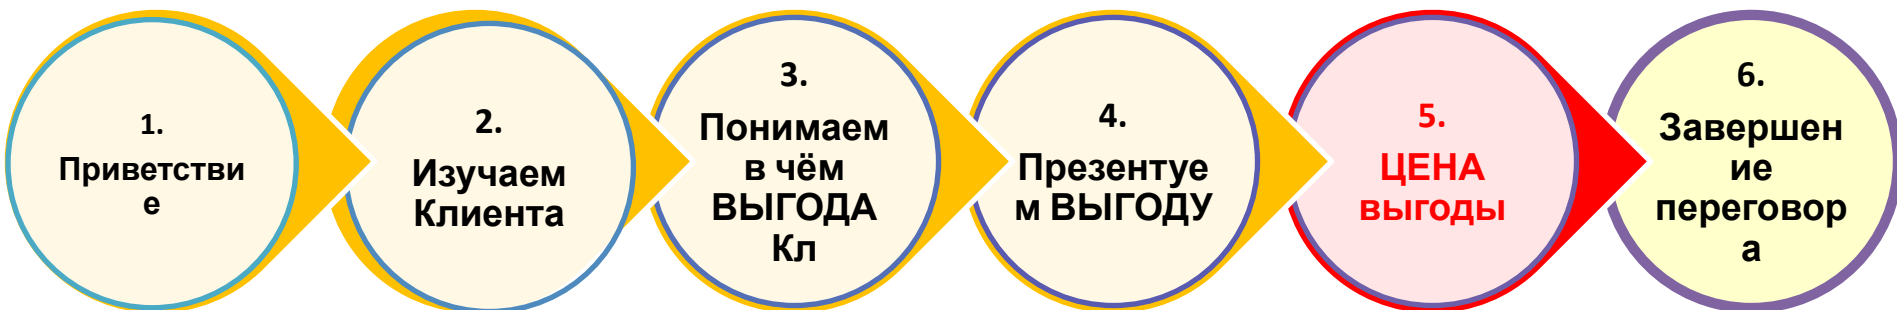 1.
Приветстви
е
2.
Изучаем
Клиента
3.
Понимаем
в чём
ВЫГОДА
Кл
4.
Презентуе
м ВЫГОДУ
5.
ЦЕНА
выгоды
6.
Завершен
ие
переговор
а